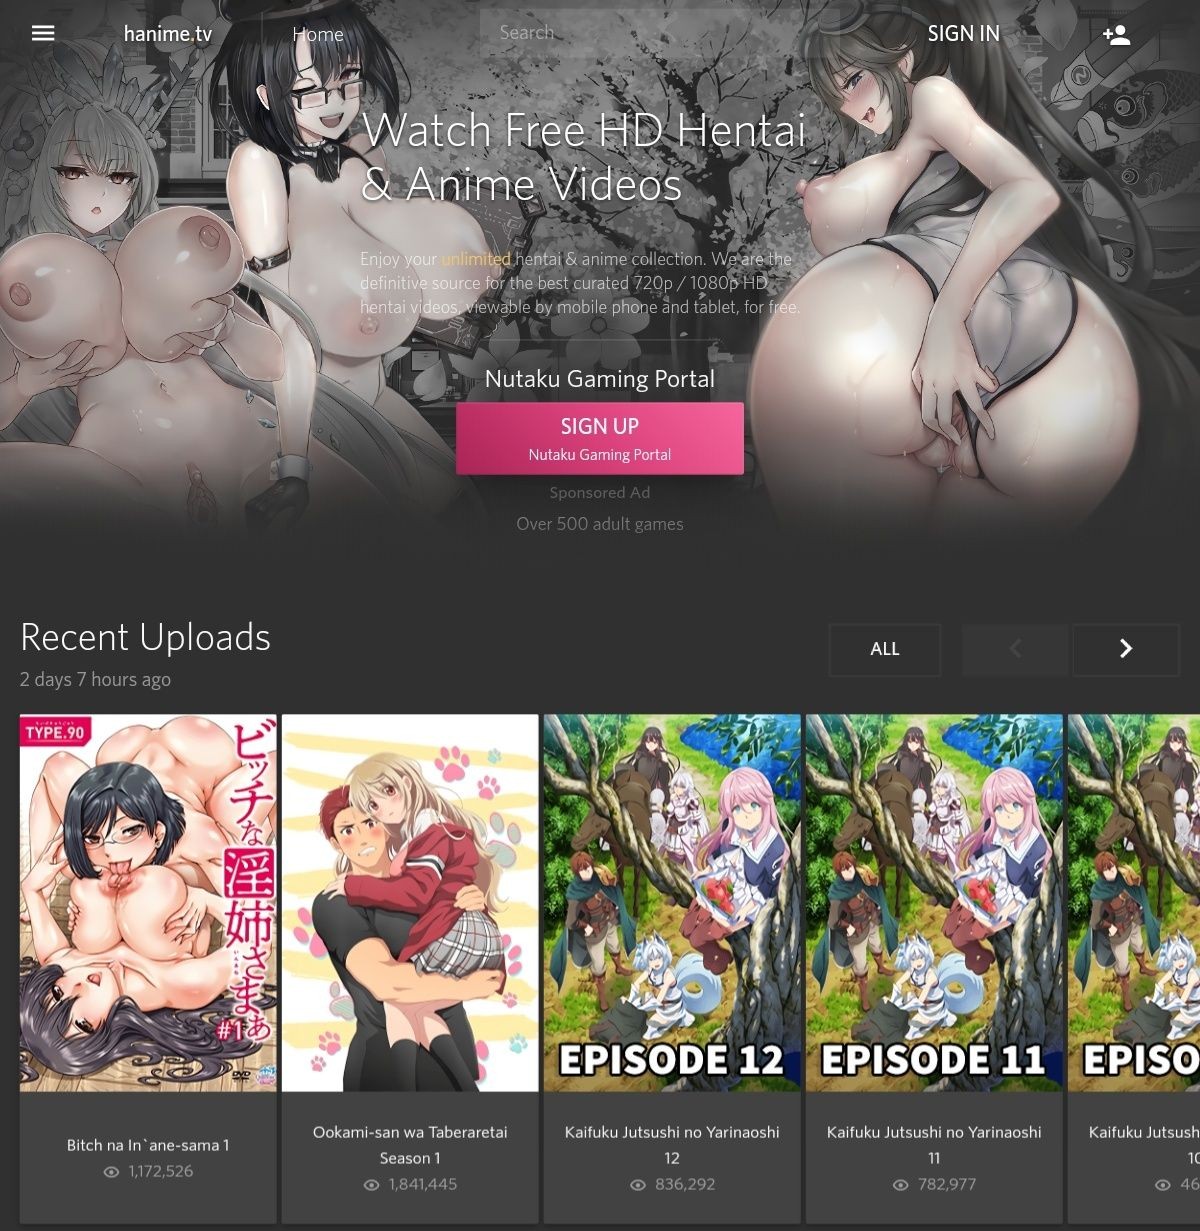 hanime.tv
Home
Search
SIGN IN
Watch Free HD Hentai
& Anime Videos
Enjoy your unlimited hentai & anime collection. We are the
definitive source for the best curated 720p / 1080p HD
hentai videos, viewable by mobile phone and tablet, for free.
Nutaku Gaming Portal
SIGN UP
Nutaku Gaming Portal
Sponsored Ad
Over 500 adult games
Recent Uploads
2 days 7 hours ago
ALL
TYPE.90
ビッチな淫姉さまぁ
#1
DVD
EPISODE 12
EPISODE 11
EPISO
Bitch na In`ane-sama 1
1,172,526
Ookami-san wa Taberaretai
Season 1
1,841,445
Kaifuku Jutsushi no Yarinaoshi
12
836,292
Kaifuku Jutsushi no Yarinaoshi
11
782,977
Kaifuku Jutsush
10
46